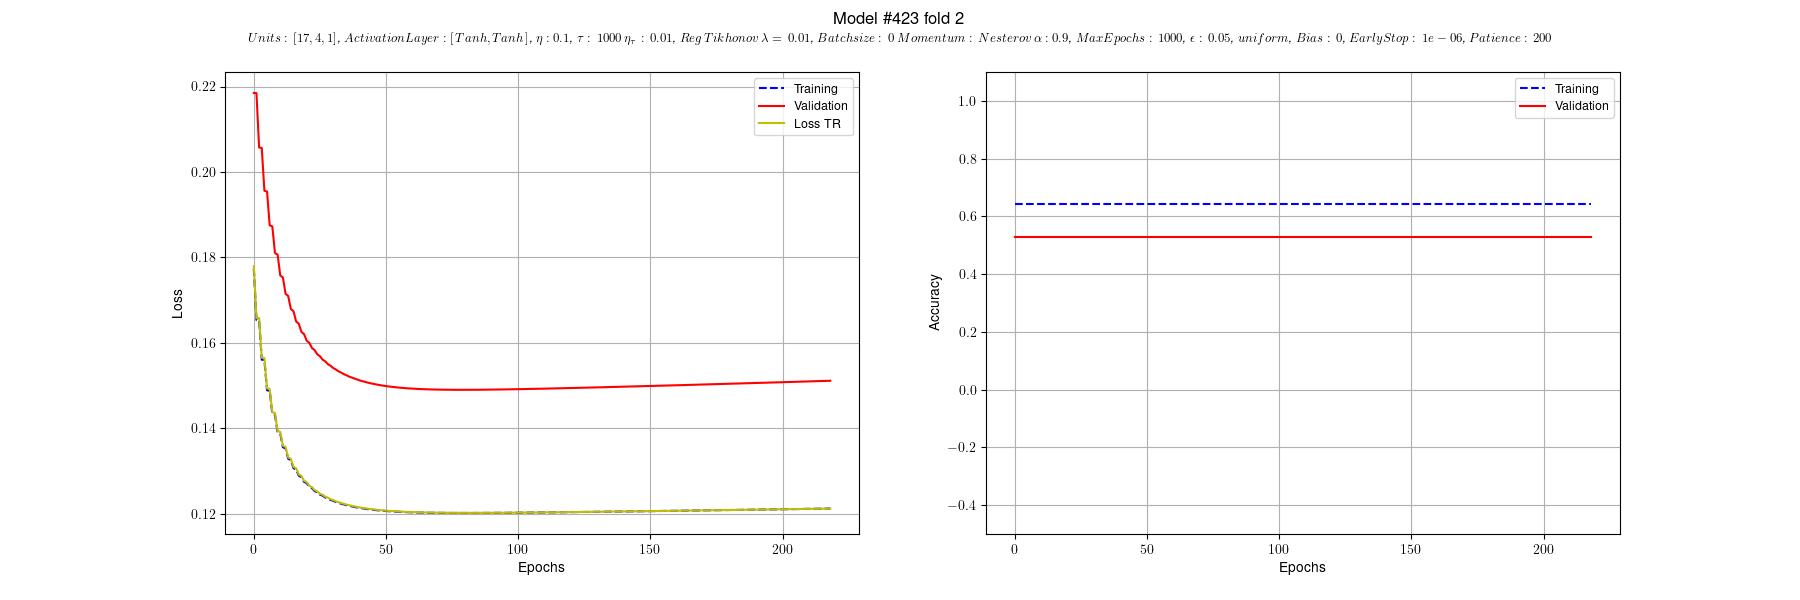 Model #423 fold 2
Units : [17, 4, 1], ActivationLayer : [Tanh, Tanh], η : 0.1, τ : 1000 ητ : 0.01, Reg Tikhonov λ = 0.01, Batchsize : 0 Momentum : Nesterov α : 0.9, MaxEpochs : 1000, ϵ : 0.05, uniform, Bias : 0, EarlyStop : 1e − 06, Patience : 200
0.22
0.20
0.18
0.16
0.14
0.12
Loss
0 50 100 150 200
Epochs
Training
Validation
Loss TR
1.0
0.8
0.6
0.4
0.2
0.0
−0.2
−0.4
Accuracy
0 50 100 150 200
Epochs
Training
Validation